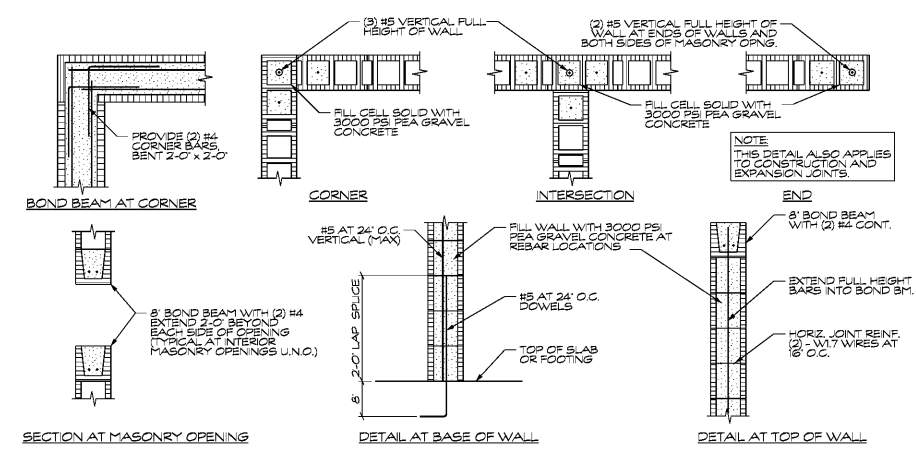 (3) #5 VERTICAL FULL
HEIGHT OF WALL
(2) #5 VERTICAL FULL HEIGHT OF
WALL AT ENDS OF WALLS AND
BOTH SIDES OF MASONRY OPNG.
PROVIDE (2) #4
CORNER BARS,
BENT 2'-0" x 2'-0"
BOND BEAM AT CORNER
FILL CELL SOLID WITH
3000 PSI PEA GRAVEL
CONCRETE
CORNER
INTERSECTION
FILL CELL SOLID WITH
3000 PSI PEA GRAVEL
CONCRETE
NOTE:
THIS DETAIL ALSO APPLIES
TO CONSTRUCTION AND
EXPANSION JOINTS.
END
8" BOND BEAM WITH (2) #4
EXTEND 2'-0" BEYOND
EACH SIDE OF OPENING
(TYPICAL AT INTERIOR
MASONRY OPENINGS U.N.O.)
SECTION AT MASONRY OPENING
#5 AT 24" O.C.
VERTICAL (MAX)
FILL WALL WITH 3000 PSI
PEA GRAVEL CONCRETE AT
REBAR LOCATIONS
2'-0" LAP SPLICE
#5 AT 24" O.C.
DOWELS
TOP OF SLAB
OR FOOTING
8"
DETAIL AT BASE OF WALL
8" BOND BEAM
WITH (2) #4 CONT.
EXTEND FULL HEIGHT
BARS INTO BOND BM.
HORIZ. JOINT REINF.
(2) - W1.7 WIRES AT
16" O.C.
DETAIL AT TOP OF WALL